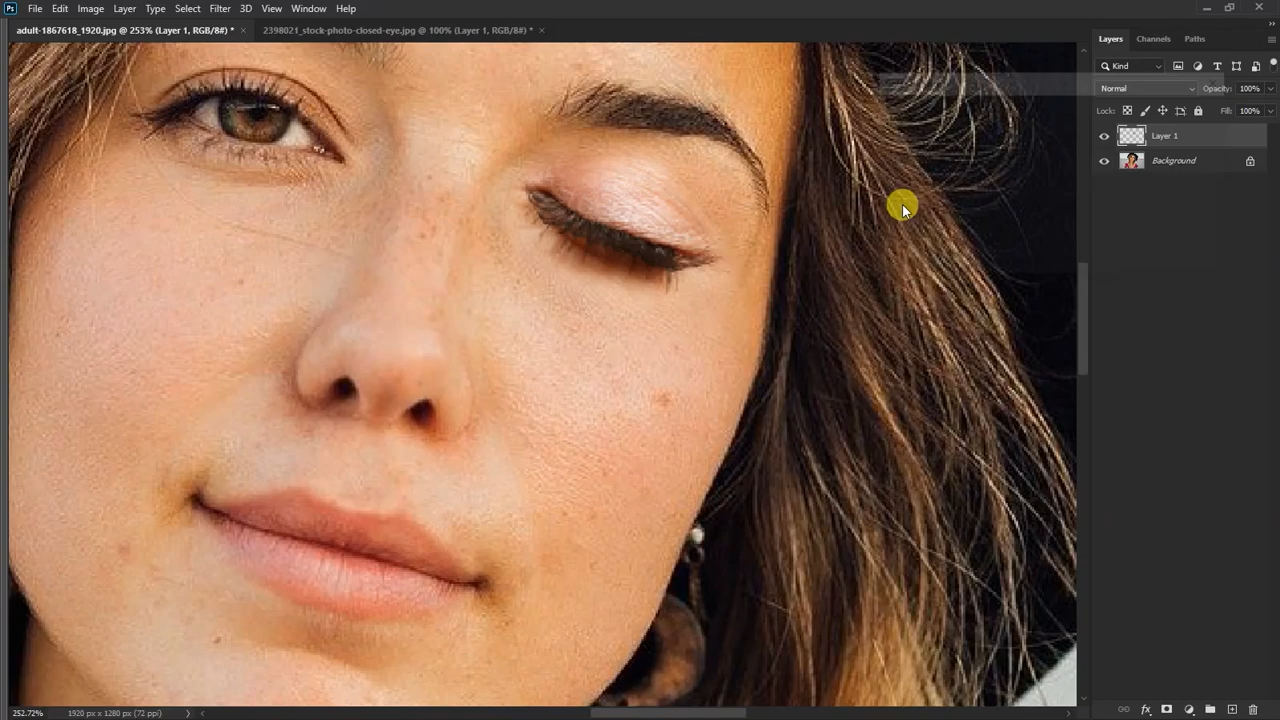 Ps File Edit Image Layer Type Select Filter 3D View Window Help
adult-1867618_1920.jpg @ 253% (Layer 1, RGB/8#) * × 2398021_stock-photo-closed-eye.jpg @ 100% (Layer 1, RGB/8#) * ×
Layers Channels Paths
Kind
Normal Opacity: 100%
Lock: Fill: 100%
Layer 1
Background
fx
252.72% 1920 px x 1280 px (72 ppi)